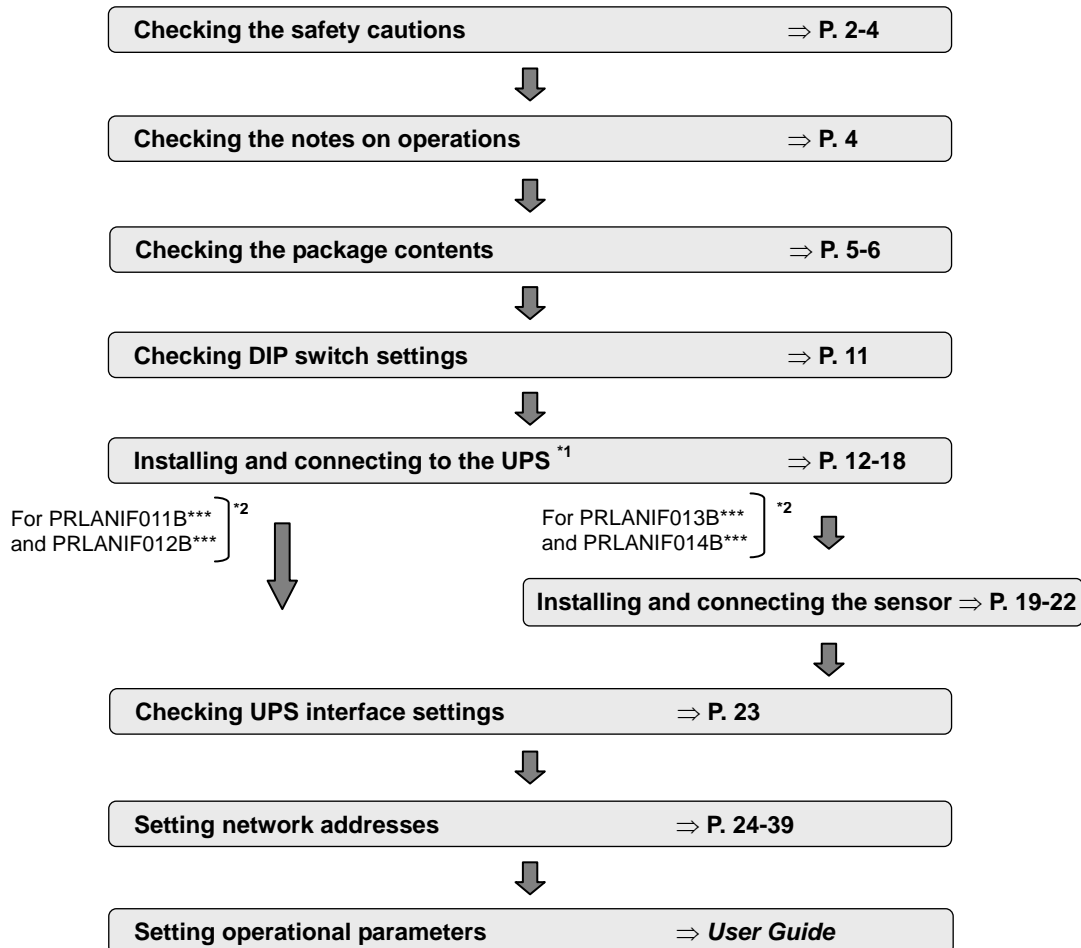 Checking the safety cautions ⇒ P. 2-4
Checking the notes on operations ⇒ P. 4
Checking the package contents ⇒ P. 5-6
Checking DIP switch settings ⇒ P. 11
Installing and connecting to the UPS *1 ⇒ P. 12-18
For PRLANIF011B***
and PRLANIF012B***
*2
For PRLANIF013B***
and PRLANIF014B***
*2
Installing and connecting the sensor ⇒ P. 19-22
Checking UPS interface settings ⇒ P. 23
Setting network addresses ⇒ P. 24-39
Setting operational parameters ⇒ User Guide